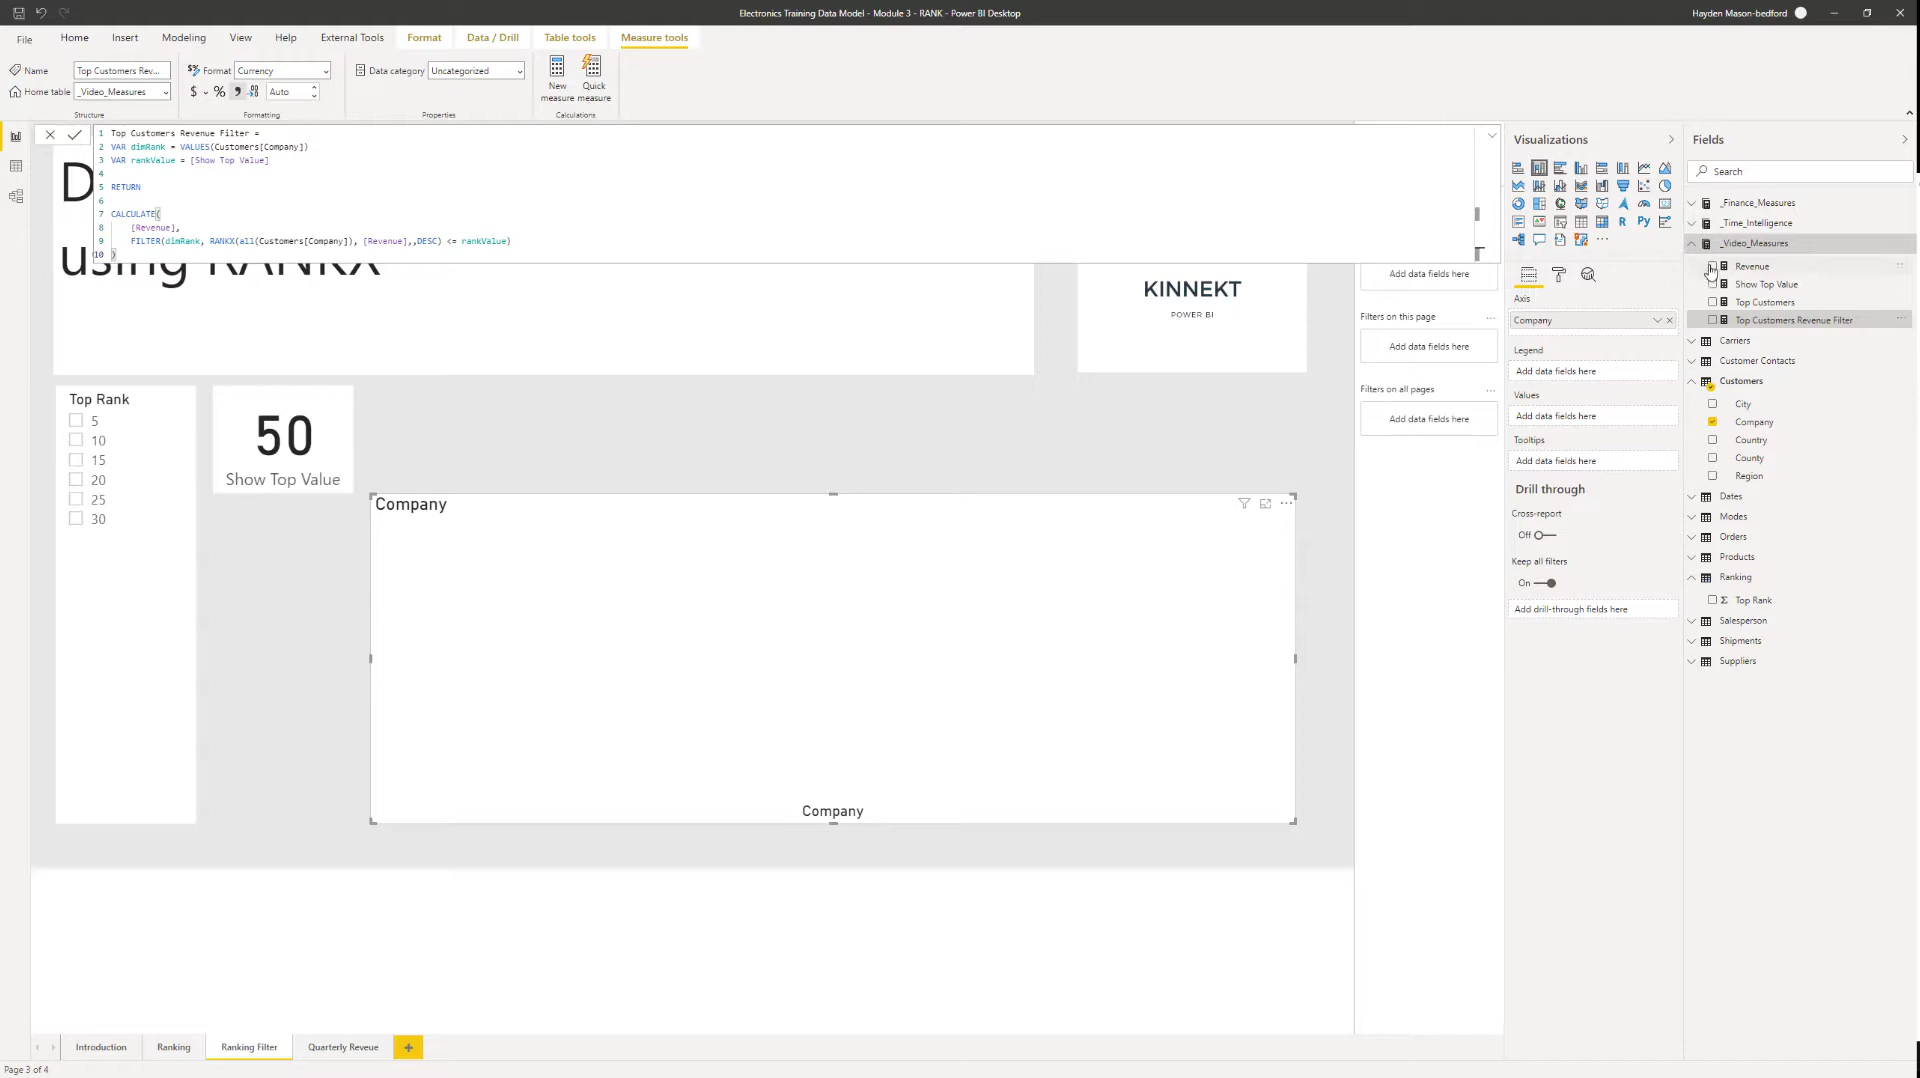 Electronics Training Data Model - Module 3 - RANK - Power BI Desktop
Hayden Mason-bedford
File
Home
Insert
Modeling
View
Help
External Tools
Format
Data / Drill
Table tools
Measure tools
Name
Top Customers Rev...
Home table
_Video_Measures
Structure
Format
Currency
$
%
Auto
Formatting
Data category
Uncategorized
Properties
New measure
Quick measure
Calculations
1 Top Customers Revenue Filter =
2 VAR dimRank = VALUES(Customers[Company])
3 VAR rankValue = [Show Top Value]
4
5 RETURN
6
7 CALCULATE(
8 [Revenue],
9 FILTER(dimRank, RANKX(all(Customers[Company]), [Revenue],,DESC) <= rankValue)
10 )
using RANKX
KINNEKT
POWER BI
Top Rank
5
10
15
20
25
30
50
Show Top Value
Company
Company
Add data fields here
Filters on this page
Add data fields here
Filters on all pages
Add data fields here
Visualizations
R
Py
Axis
Company
Legend
Add data fields here
Values
Add data fields here
Tooltips
Add data fields here
Drill through
Cross-report
Off
Keep all filters
On
Add drill-through fields here
Fields
Search
_Finance_Measures
_Time_Intelligence
_Video_Measures
Revenue
Show Top Value
Top Customers
Top Customers Revenue Filter
Carriers
Customer Contacts
Customers
City
Company
Country
County
Region
Dates
Modes
Orders
Products
Ranking
Top Rank
Salesperson
Shipments
Suppliers
Introduction
Ranking
Ranking Filter
Quarterly Reveue
Page 3 of 4